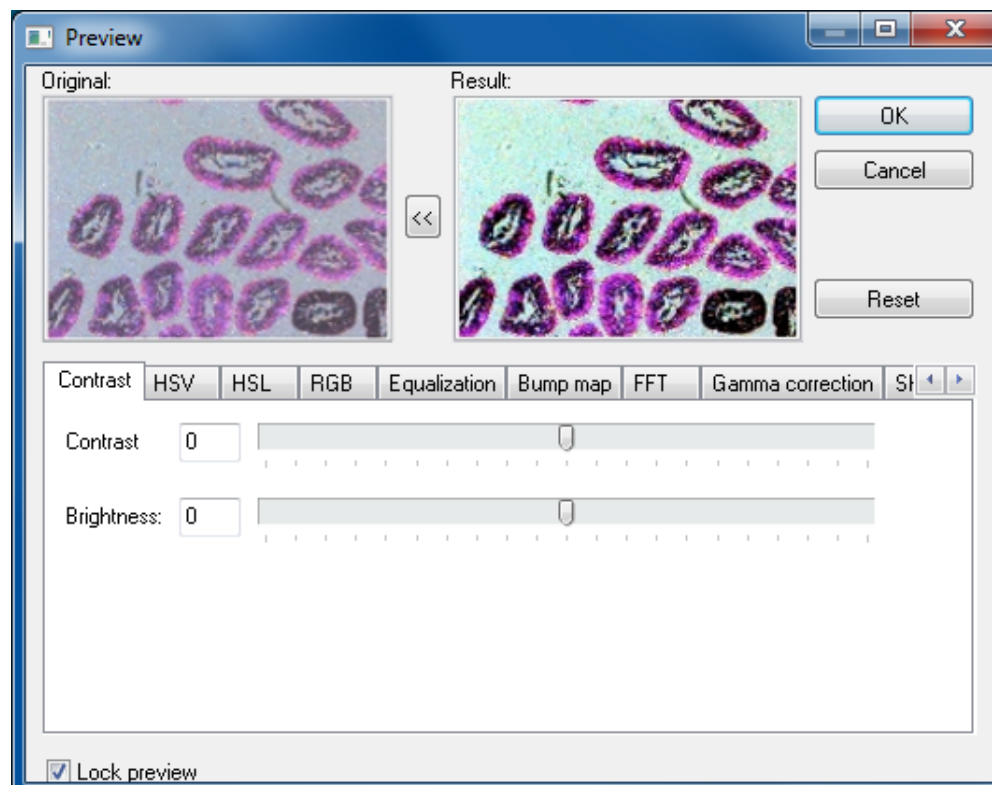 Preview
Original:
Result:
<<
OK
Cancel
Reset
Contrast HSV HSL RGB Equalization Bump map FFT Gamma correction
Contrast 0
Brightness: 0
Lock preview